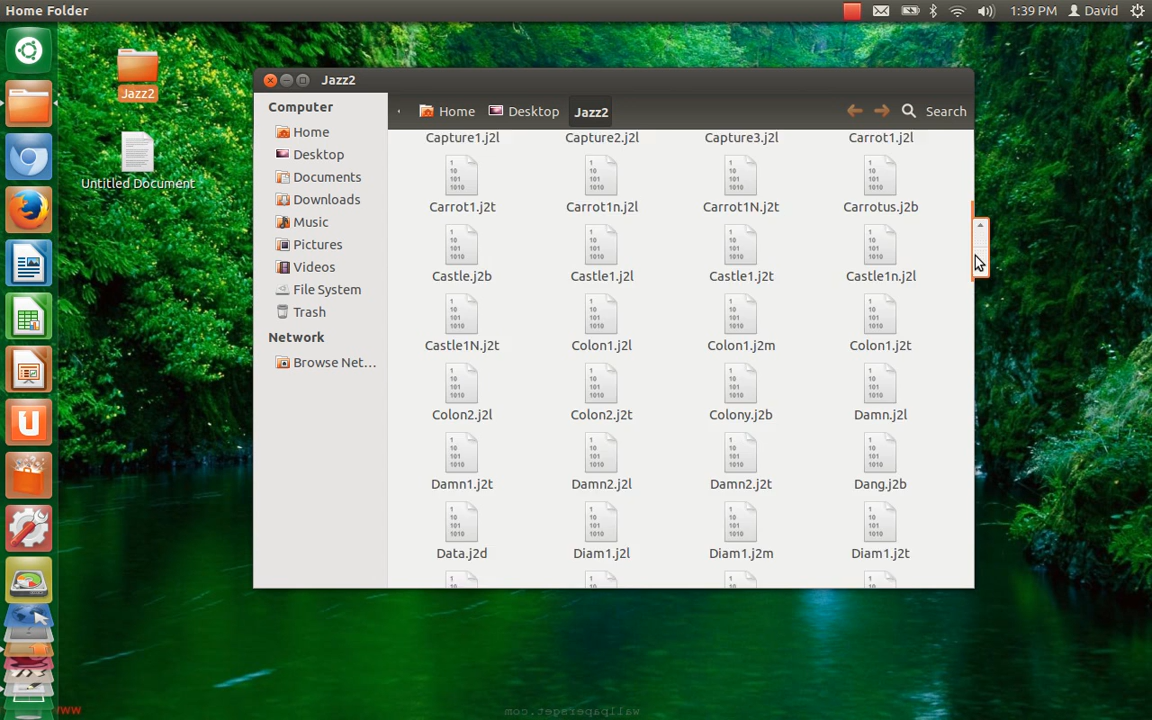 Home Folder
1:39 PM David
Jazz2
Untitled Document
Jazz2
Computer
Home
Desktop
Documents
Downloads
Music
Pictures
Videos
File System
Trash
Network
Browse Net...
Home Desktop Jazz2 Search
Capture1.j2l Capture2.j2l Capture3.j2l Carrot1.j2l
Carrot1.j2t Carrot1n.j2l Carrot1N.j2t Carrotus.j2b
Castle.j2b Castle1.j2l Castle1.j2t Castle1n.j2l
Castle1N.j2t Colon1.j2l Colon1.j2m Colon1.j2t
Colon2.j2l Colon2.j2t Colony.j2b Damn.j2l
Damn1.j2t Damn2.j2l Damn2.j2t Dang.j2b
Data.j2d Diam1.j2l Diam1.j2m Diam1.j2t
www
wallpapersget.com